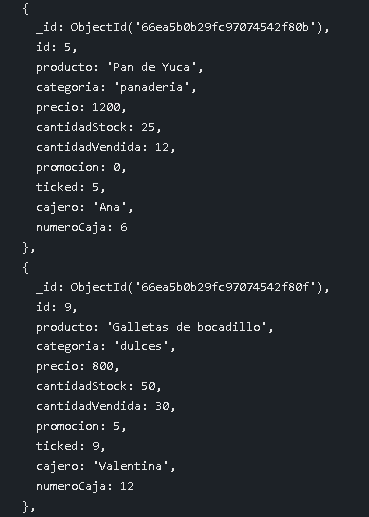 {
_id: ObjectId('66ea5b0b29fc97074542f80b'),
id: 5,
producto: 'Pan de Yuca',
categoria: 'panaderia',
precio: 1200,
cantidadStock: 25,
cantidadVendida: 12,
promocion: 0,
ticked: 5,
cajero: 'Ana',
numeroCaja: 6
},
{
_id: ObjectId('66ea5b0b29fc97074542f80f'),
id: 9,
producto: 'Galletas de bocadillo',
categoria: 'dulces',
precio: 800,
cantidadStock: 50,
cantidadVendida: 30,
promocion: 5,
ticked: 9,
cajero: 'Valentina',
numeroCaja: 12
},